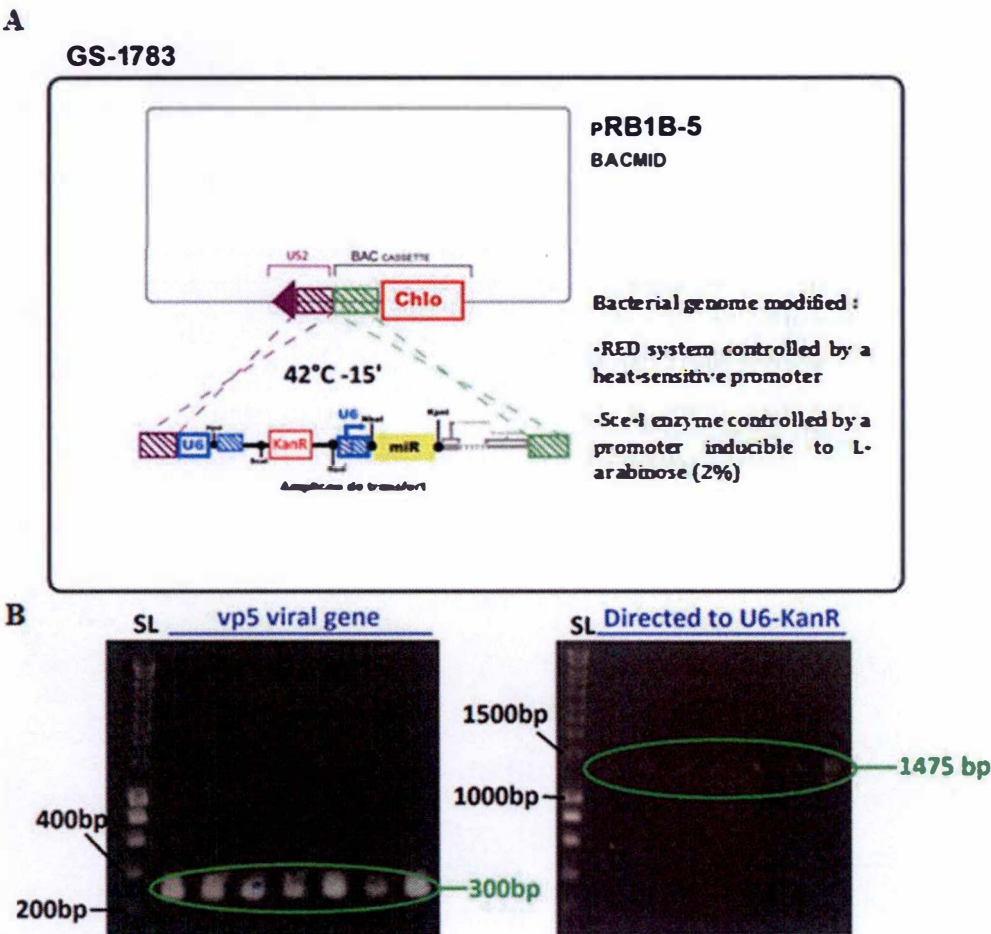 A
GS-1783
pRB1B-5
BACMID
US2
BAC CASSETTE
Chlo
Bacterial genome modified :
-RED system controlled by a
heat-sensitive promoter
-Sce-I enzyme controlled by a
promoter inducible to L-
arabinose (2%)
42°C -15'
U6
U6
KanR
miR
B
SL
vp5 viral gene
400bp
200bp
300bp
SL
Directed to U6-KanR
1500bp
1000bp
1475 bp